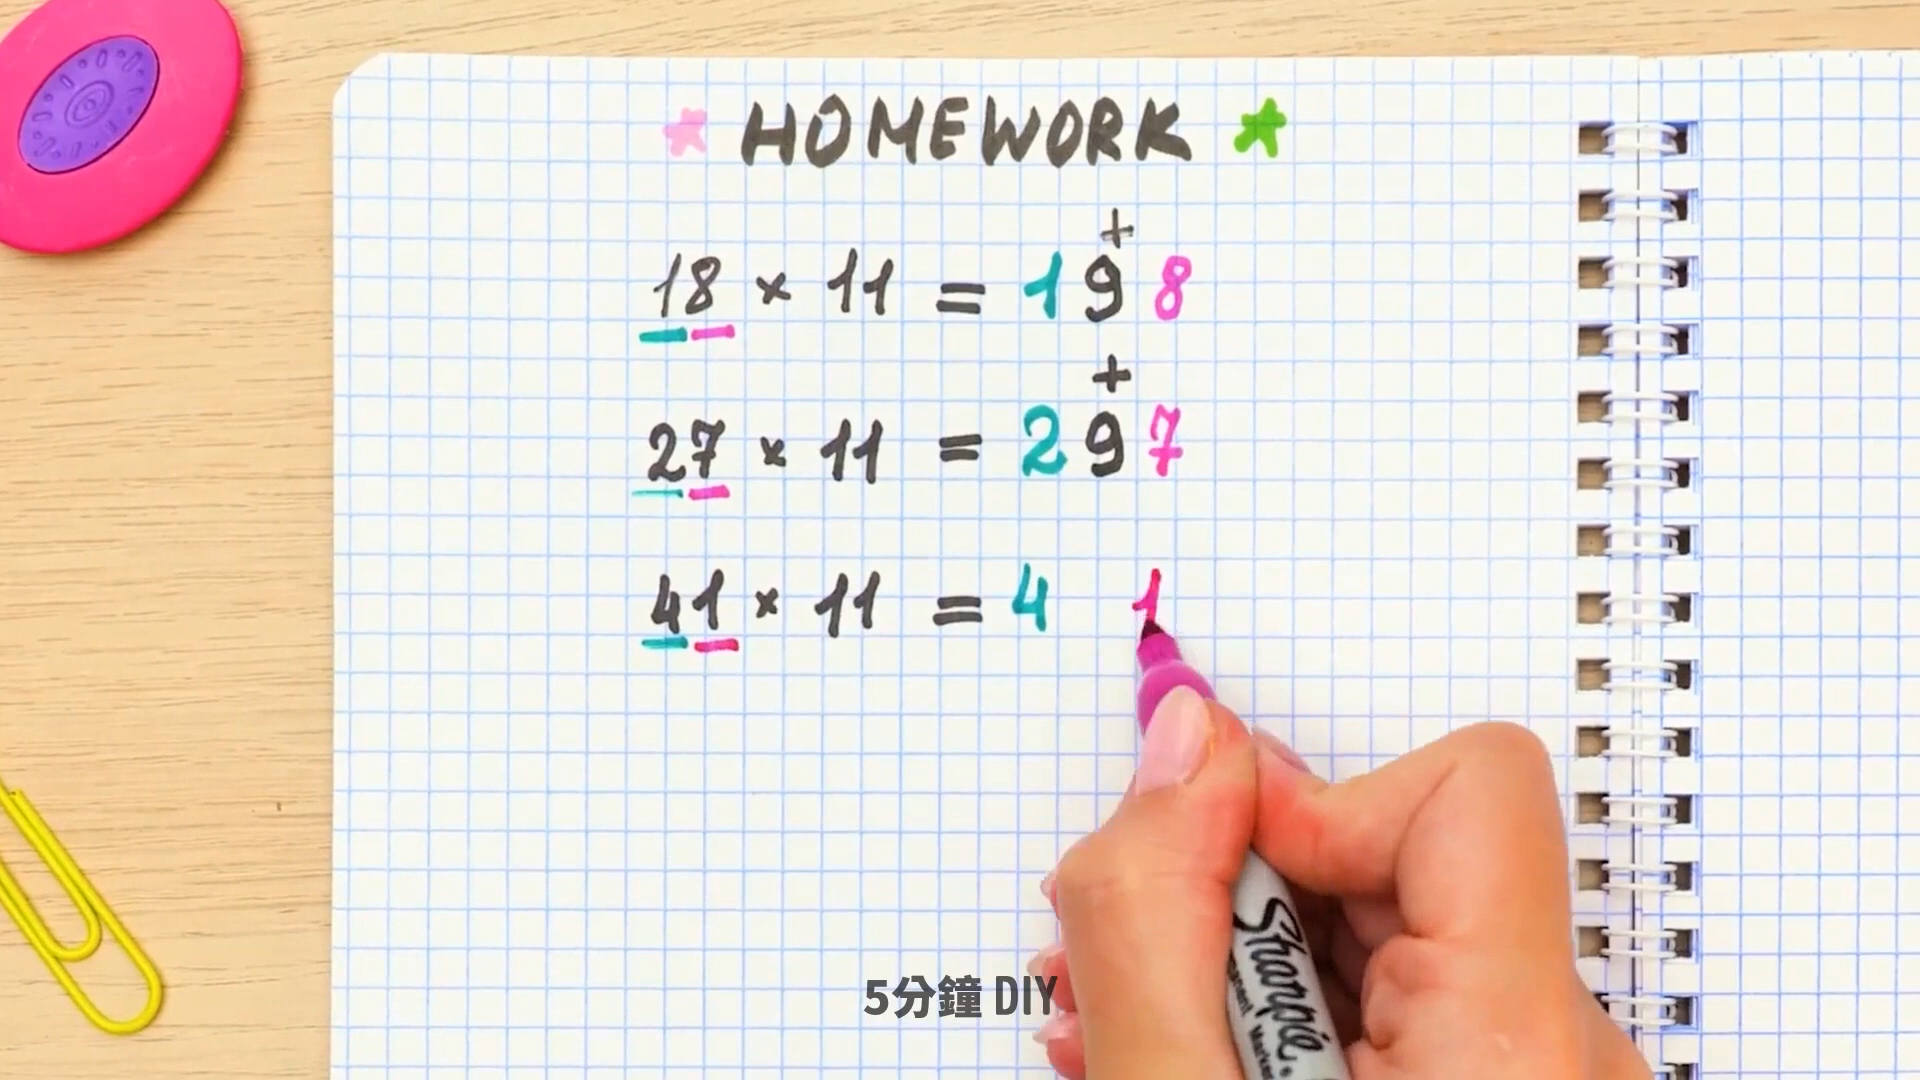 HOMEWORK
+
18 × 11 = 198
+
27 × 11 = 297
41 × 11 = 4 1
5分鐘 DIY
Sharpie.